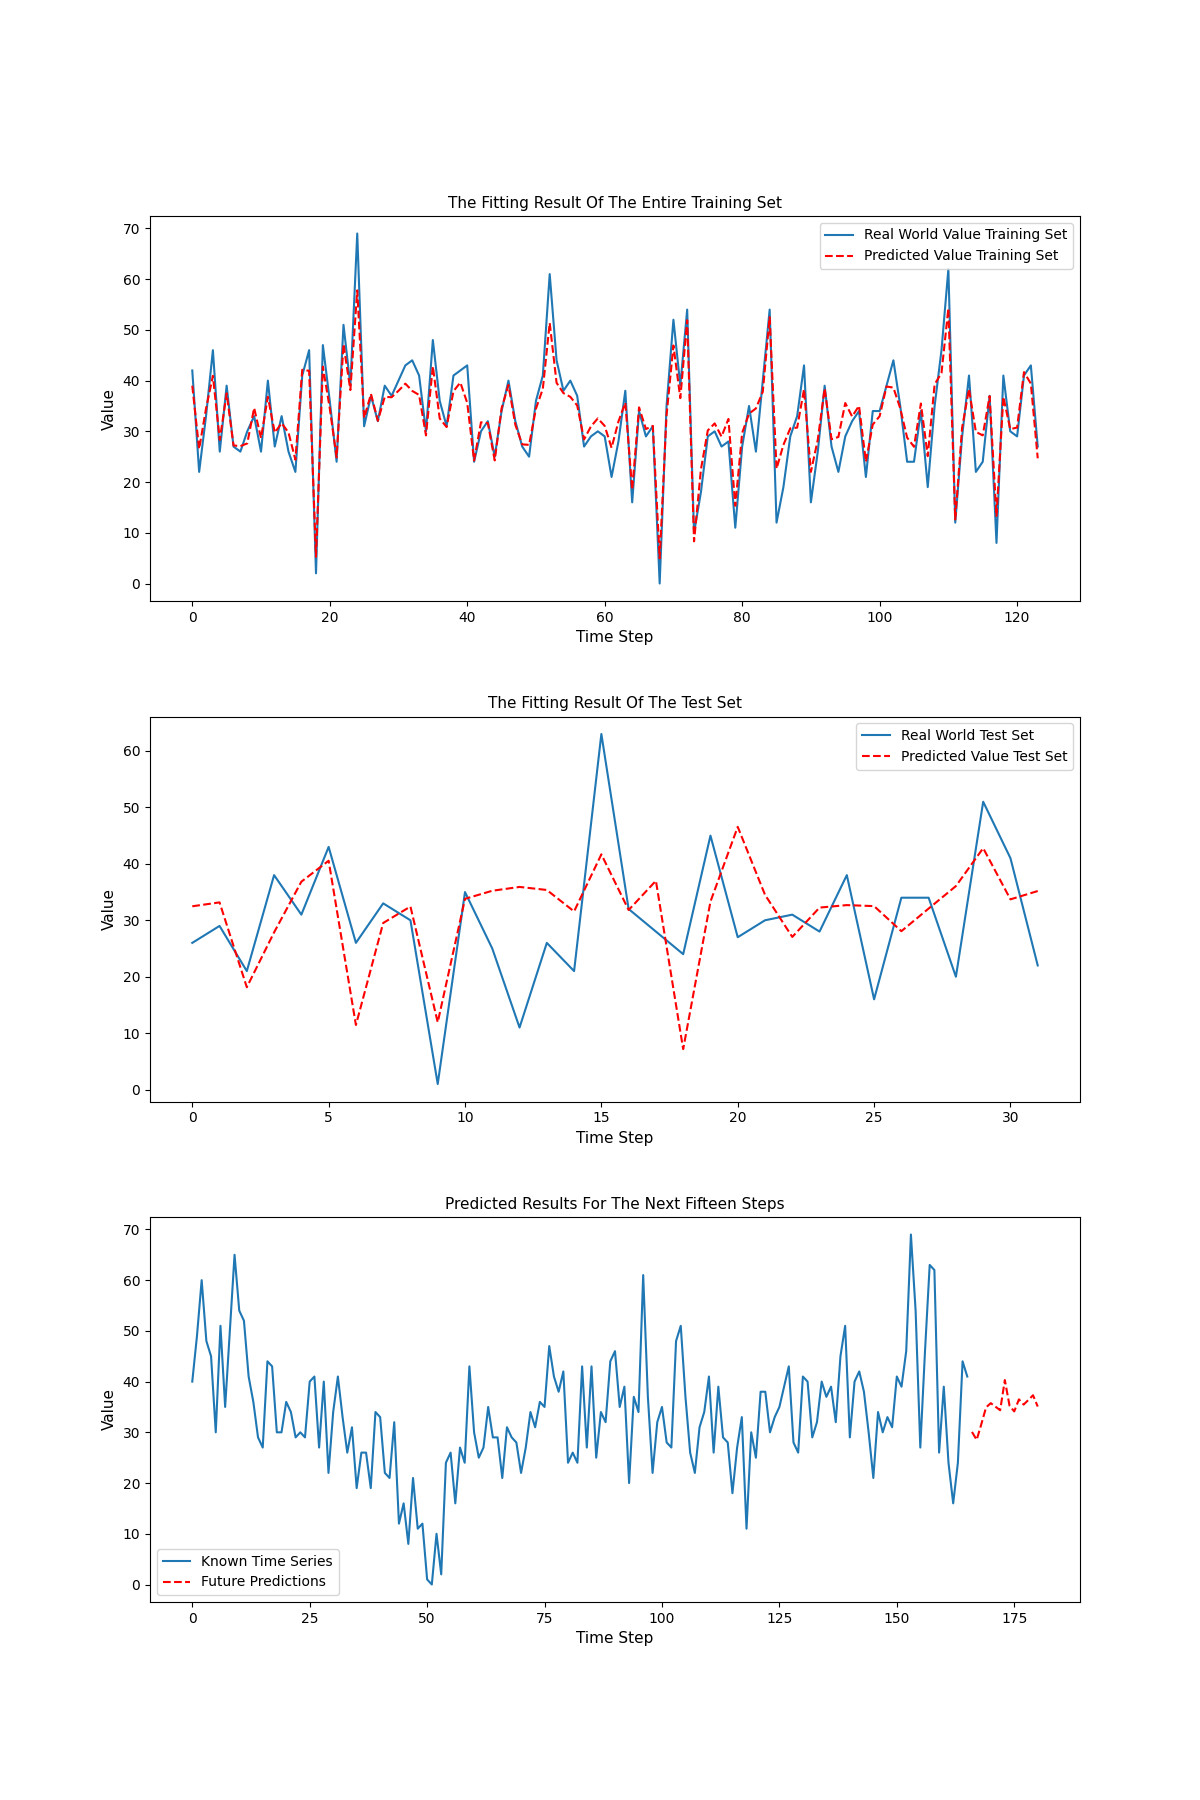 The Fitting Result Of The Entire Training Set
Real World Value Training Set
Predicted Value Training Set
Value
70
60
50
40
30
20
10
0
0 20 40 60 80 100 120
Time Step
The Fitting Result Of The Test Set
Real World Test Set
Predicted Value Test Set
Value
60
50
40
30
20
10
0
0 5 10 15 20 25 30
Time Step
Predicted Results For The Next Fifteen Steps
Value
70
60
50
40
30
20
10
0
Known Time Series
Future Predictions
0 25 50 75 100 125 150 175
Time Step